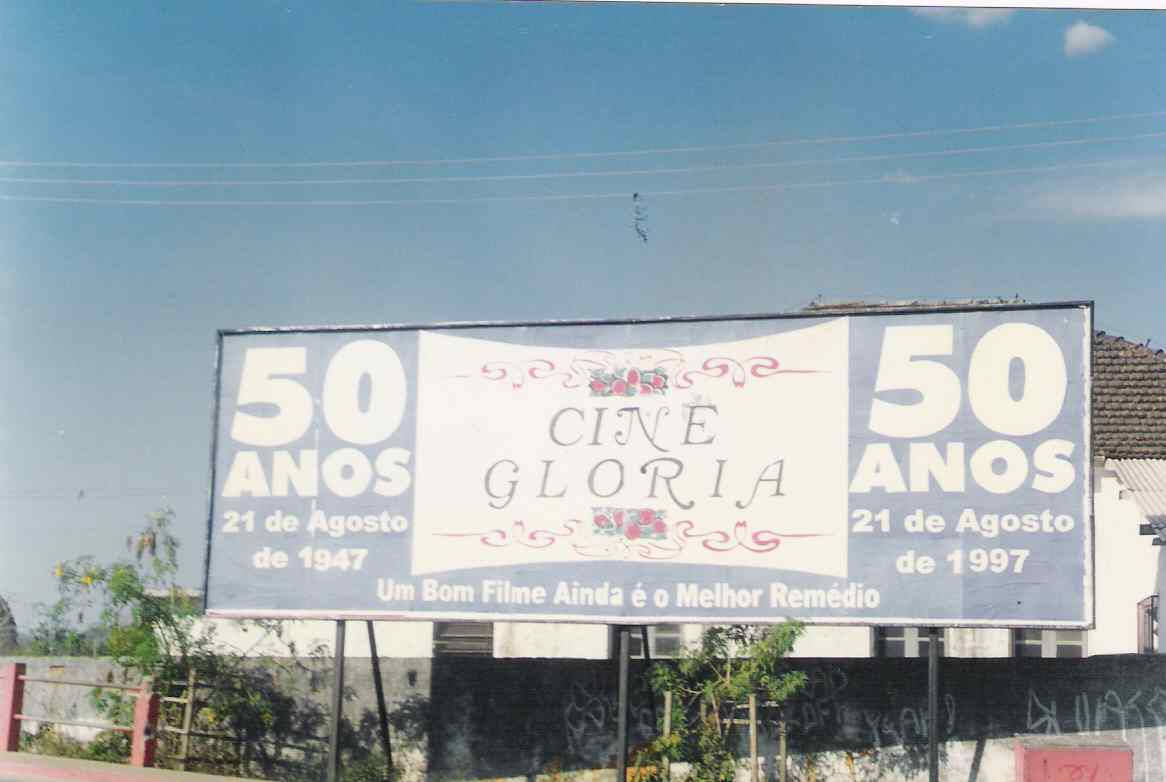 50
ANOS
21 de Agosto
de 1947
CINE
GLORIA
50
ANOS
21 de Agosto
de 1997
Um Bom Filme Ainda é o Melhor Remédio